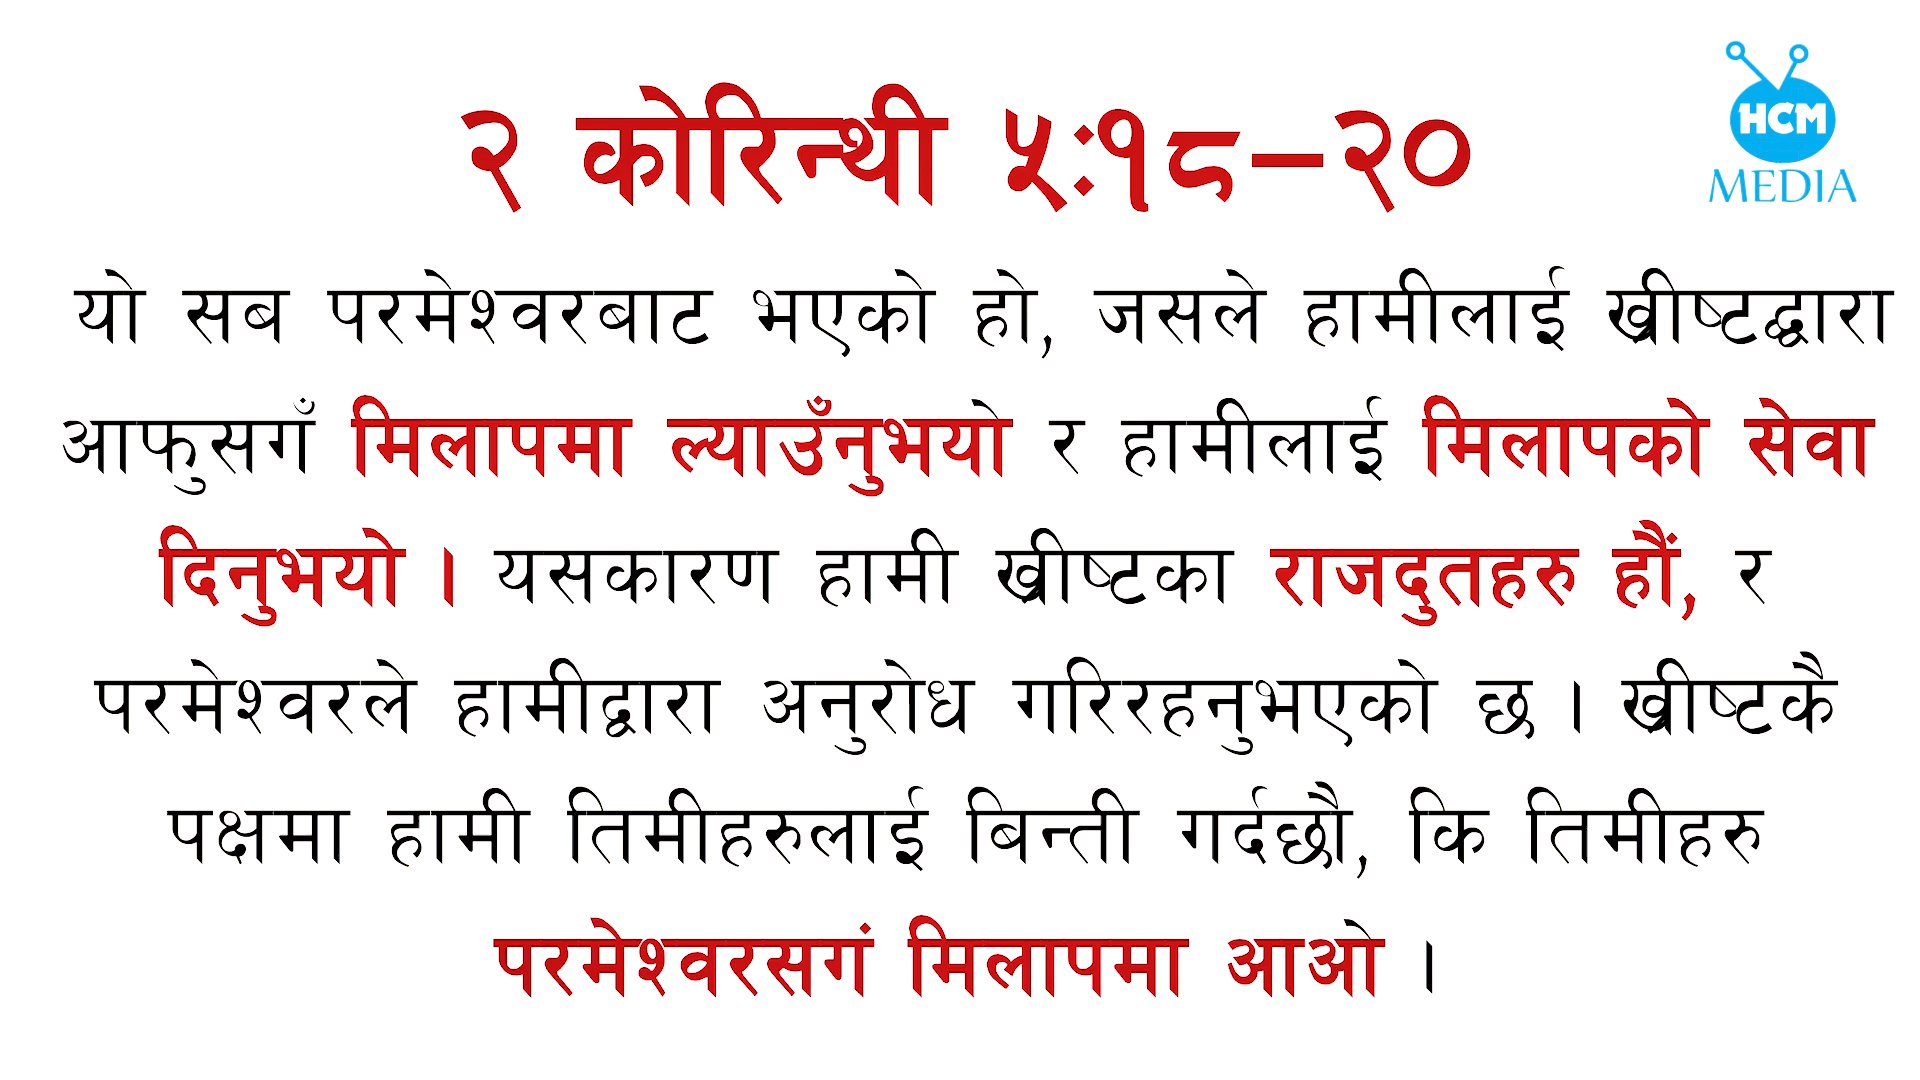 २ कोरिन्थी ५:१८–२०
HCM
MEDIA
यो सब परमेश्वरबाट भएको हो, जसले हामीलाई ख्रीष्टद्वारा
आफुसगँ मिलापमा ल्याउँनुभयो र हामीलाई मिलापको सेवा
दिनुभयो । यसकारण हामी ख्रीष्टका राजदुतहरु हौं, र
परमेश्वरले हामीद्वारा अनुरोध गरिरहनुभएको छ । ख्रीष्टकै
पक्षमा हामी तिमीहरुलाई बिन्ती गर्दछौ, कि तिमीहरु
परमेश्वरसगं मिलापमा आओ ।